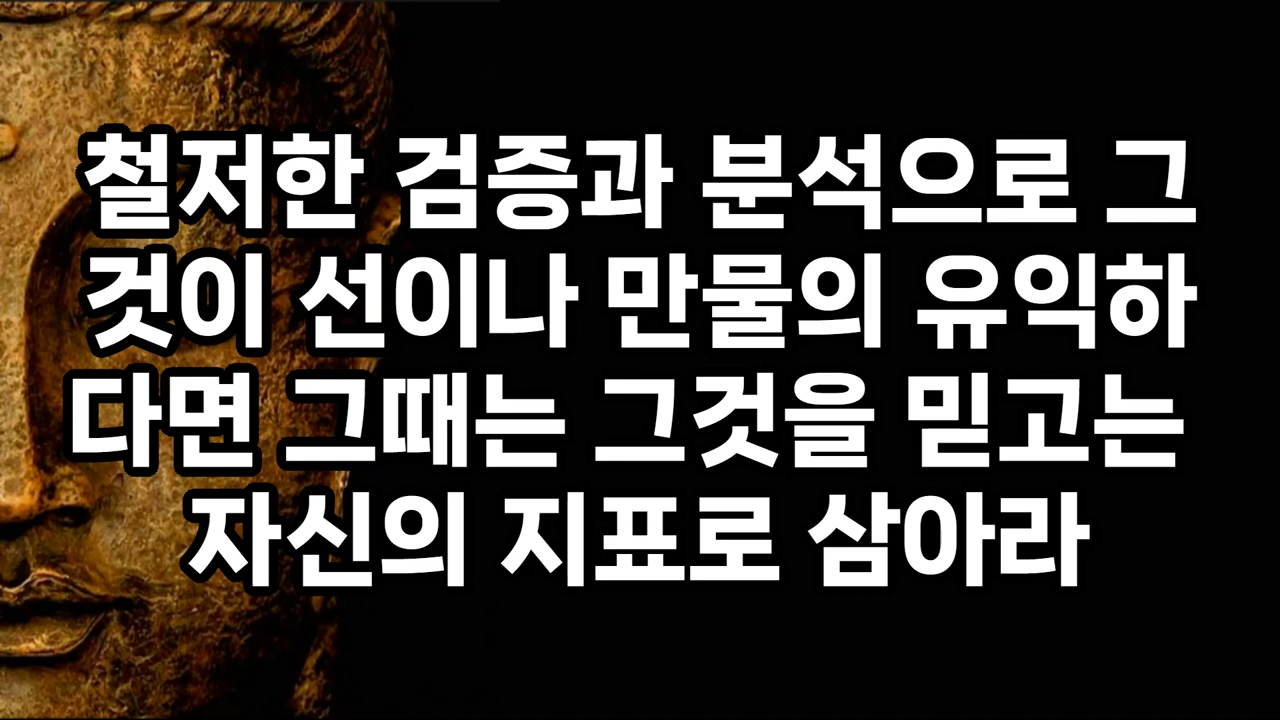 철저한 검증과 분석으로 그
것이 선이나 만물의 유익하
다면 그때는 그것을 믿고는
자신의 지표로 삼아라